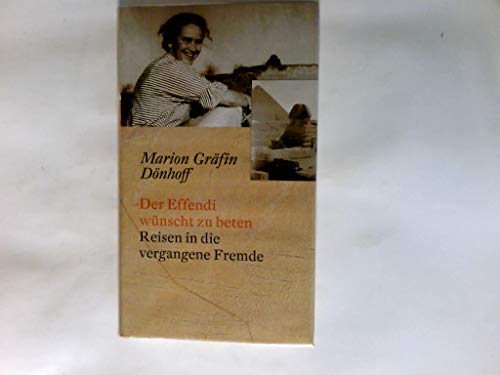 Marion Gräfin
Dönhoff
Der Effendi
wünscht zu beten
Reisen in die
vergangene Fremde